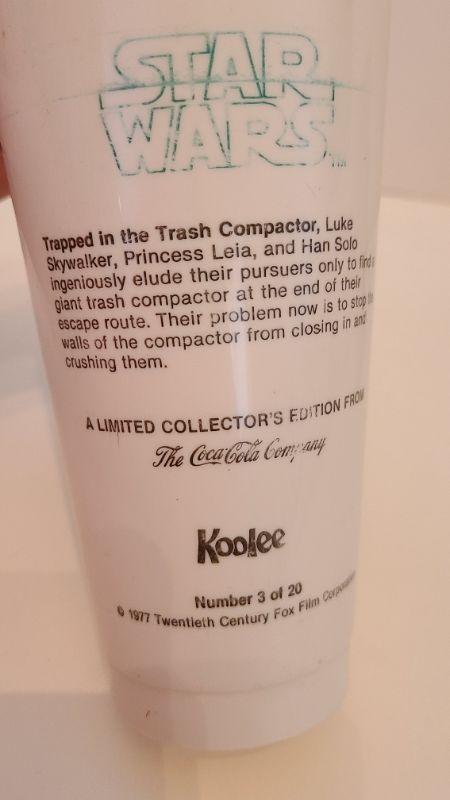 STAR
WARS™
Trapped in the Trash Compactor, Luke
Skywalker, Princess Leia, and Han Solo
ingeniously elude their pursuers only to find a
giant trash compactor at the end of their
escape route. Their problem now is to stop the
walls of the compactor from closing in and
crushing them.
A LIMITED COLLECTOR'S EDITION FROM
The Coca-Cola Company
Koolee
Number 3 of 20
© 1977 Twentieth Century Fox Film Corporation